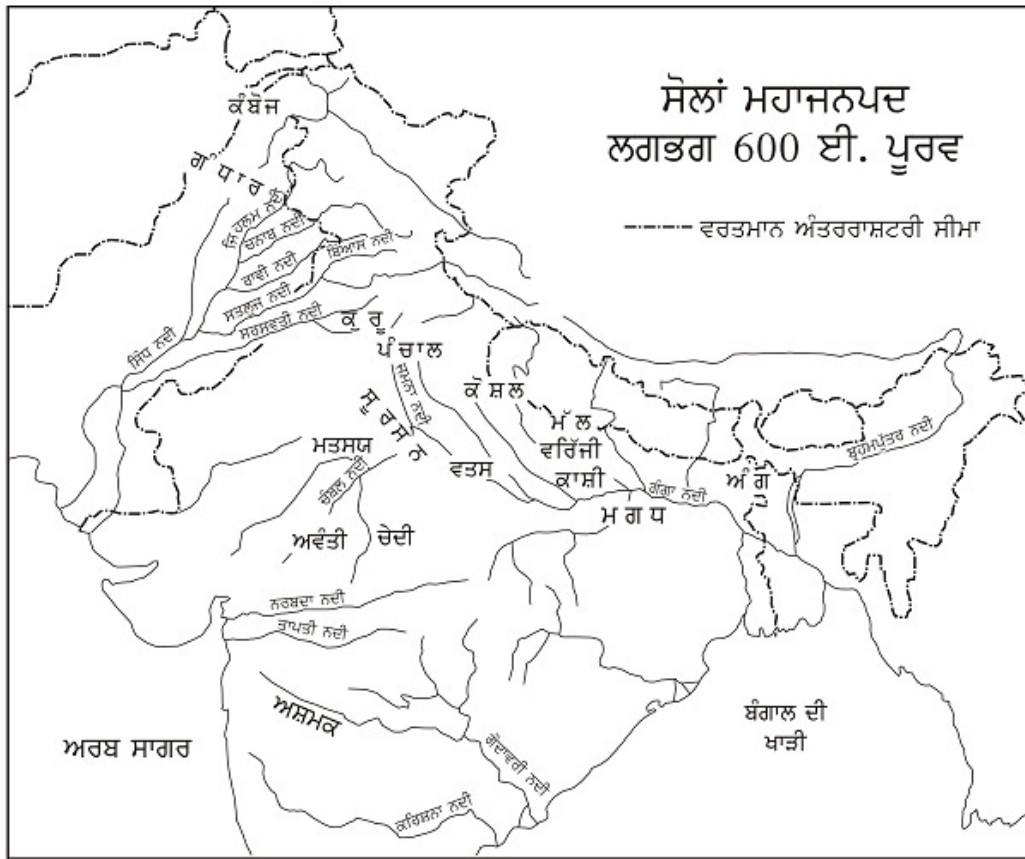 ਸੋਲਾਂ ਮਹਾਜਨਪਦ
ਲਗਭਗ 600 ਈ. ਪੂਰਵ
ਵਰਤਮਾਨ ਅੰਤਰਰਾਸ਼ਟਰੀ ਸੀਮਾ
ਕੰਬੋਜ
ਗੰਧਾਰ
ਜਿਹਲਮ ਨਦੀ
ਚਨਾਬ ਨਦੀ
ਰਾਵੀ ਨਦੀ
ਬਿਆਸ ਨਦੀ
ਸਤਲੁਜ ਨਦੀ
ਸਰਸਵਤੀ ਨਦੀ
ਸਿੰਧ ਨਦੀ
ਕੁਰੂ
ਪੰਚਾਲ
ਜਮਨਾ ਨਦੀ
ਕੋਸ਼ਲ
ਸੂਰਸੇਨ
ਮੱਲ
ਮਤਸਯ
ਵਰਿੱਜੀ
ਵਤਸ
ਕਾਸ਼ੀ
ਬ੍ਰਹਮਪੁੱਤਰ ਨਦੀ
ਚੰਬਲ ਨਦੀ
ਗੰਗਾ ਨਦੀ
ਅੰਗ
ਮਗਧ
ਅਵੰਤੀ
ਚੇਦੀ
ਨਰਬਦਾ ਨਦੀ
ਤਾਪਤੀ ਨਦੀ
ਅਸ਼ਮਕ
ਬੰਗਾਲ ਦੀ
ਖਾੜੀ
ਅਰਬ ਸਾਗਰ
ਗੋਦਾਵਰੀ ਨਦੀ
ਕਰਿਸ਼ਨਾ ਨਦੀ